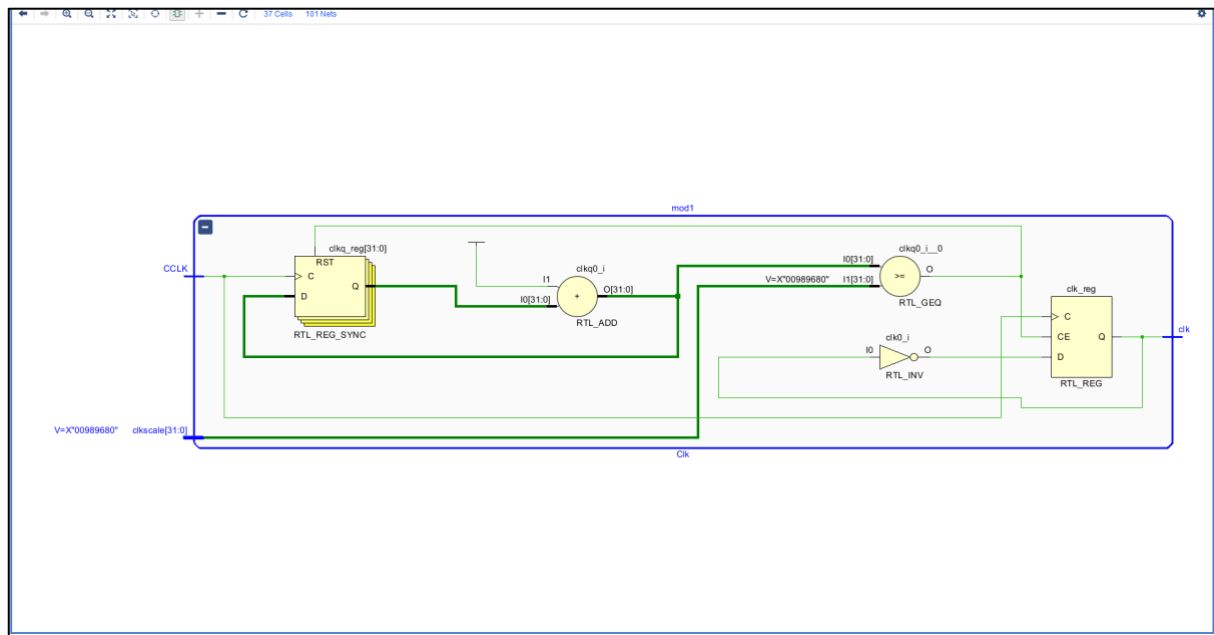 37 Cells 101 Nets
mod1
CCLK
clkq_reg[31:0]
RST
C
D
Q
RTL_REG_SYNC
clkq0_i
I1
I0[31:0]
+
O[31:0]
RTL_ADD
clkq0_i__0
I0[31:0]
V=X"00989680" I1[31:0]
>=
O
RTL_GEQ
clk0_i
I0
O
RTL_INV
clk_reg
C
CE
D
Q
RTL_REG
clk
V=X"00989680" clkscale[31:0]
Clk